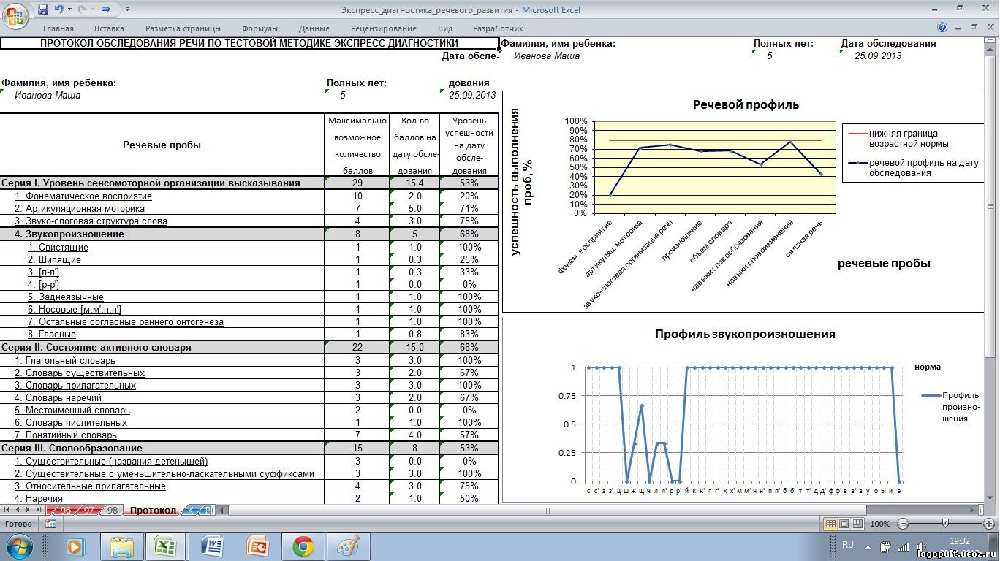 Экспресс_диагностика_речевого_развития - Microsoft Excel
Главная Вставка Разметка страницы Формулы Данные Рецензирование Вид Разработчик
ПРОТОКОЛ ОБСЛЕДОВАНИЯ РЕЧИ ПО ТЕСТОВОЙ МЕТОДИКЕ ЭКСПРЕСС-ДИАГНОСТИКИ
Дата обсле-
Фамилия, имя ребенка: Полных лет: дования
Иванова Маша 5 25.09.2013
Речевые пробы
Максимально возможное количество баллов
Кол-во баллов на дату обсле-дования
Уровень успешности на дату обсле-дования
Серия I. Уровень сенсомоторной организации высказывания 29 15.4 53%
1. Фонематическое восприятие 10 2.0 20%
2. Артикуляционная моторика 7 5.0 71%
3. Звуко-слоговая структура слова 4 3.0 75%
4. Звукопроизношение 8 5 68%
1. Свистящие 1 1.0 100%
2. Шипящие 1 0.3 25%
3. [л-л'] 1 0.3 33%
4. [р-р'] 1 0.0 0%
5. Заднеязычные 1 1.0 100%
6. Носовые [м,м',н,н'] 1 1.0 100%
7. Остальные согласные раннего онтогенеза 1 1.0 100%
8. Гласные 1 0.8 83%
Серия II. Состояние активного словаря 22 15.0 68%
1. Глагольный словарь 3 3.0 100%
2. Словарь существительных 3 2.0 67%
3. Словарь прилагательных 3 3.0 100%
4. Словарь наречий 3 2.0 67%
5. Местоименный словарь 2 0.0 0%
6. Словарь числительных 1 1.0 100%
7. Понятийный словарь 7 4.0 57%
Серия III. Словообразование 15 8 53%
1. Существительные (названия детенышей) 3 0.0 0%
2. Существительные с уменьшительно-ласкательными суффиксами 3 3.0 100%
3. Относительные прилагательные 4 3.0 75%
4. Наречия 2 1.0 50%
Фамилия, имя ребенка: Полных лет: Дата обследования
Иванова Маша 5 25.09.2013
Речевой профиль
успешность выполнения проб, %
100%
90%
80%
70%
60%
50%
40%
30%
20%
10%
0%
фонем. восприятие
артикуляц. моторика
звуко-слоговая организация речи
произношение
объем словаря
навыки словообразования
навыки словоизменения
связная речь
речевые пробы
нижняя граница
возрастной нормы
речевой профиль на дату
обследования
Профиль звукопроизношения
1
0.75
0.5
0.25
0
с с' з з' ц ш ж щ ч л л' р р' й к к' г г' х х' м м' н н' п п' б б' т т' д д' ф ф' в в' а у о ы и э
норма
Профиль
произно-
шения
96 97 98 Протокол К
Готово 100%
RU 19:32
logopult.ucoz.ru